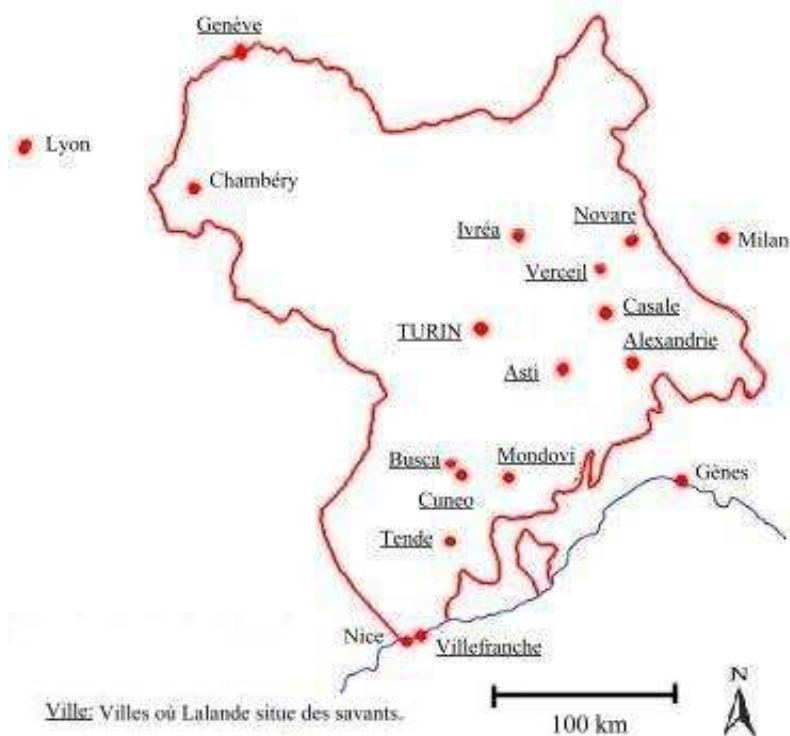 Genève
Lyon
Chambéry
Ivréa
Novare
Milan
Verceil
Casale
TURIN
Alexandrie
Asti
Busca
Mondovi
Gènes
Cuneo
Tende
Nice
Villefranche
N
Ville: Villes où Lalande situe des savants.
100 km